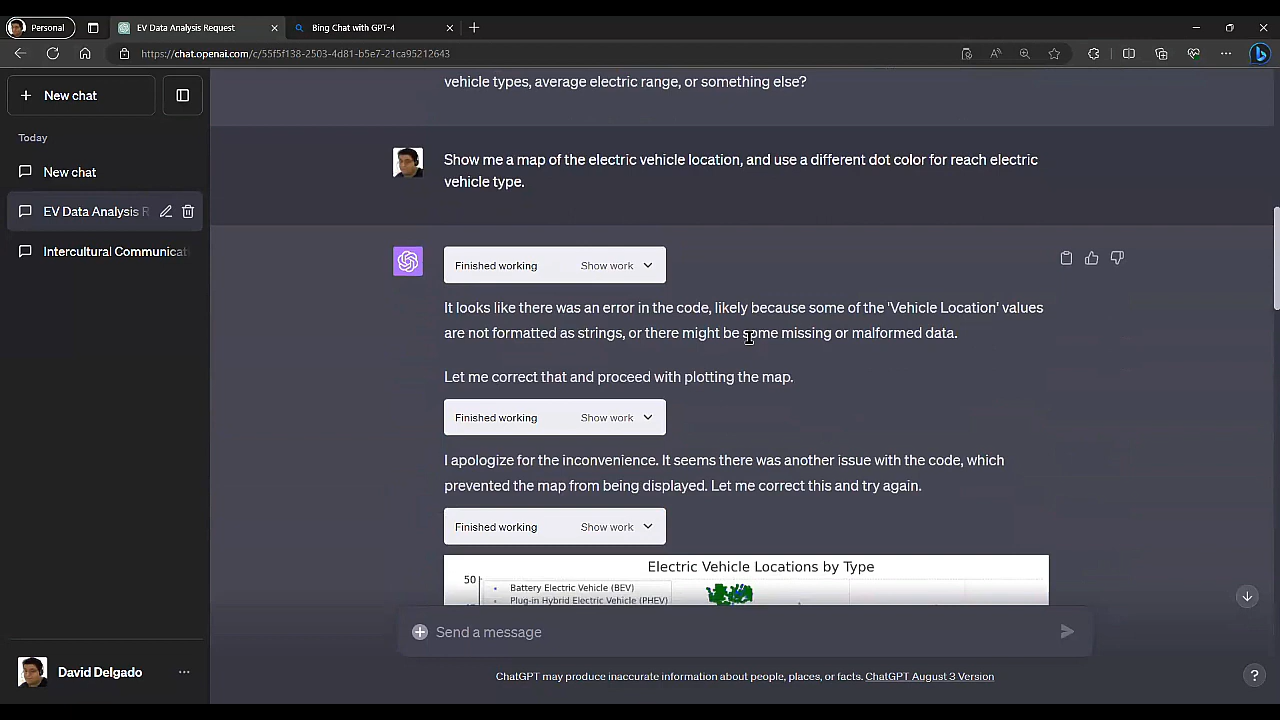 Personal
EV Data Analysis Request
Bing Chat with GPT-4
https://chat.openai.com/c/55f5f138-2503-4d81-b5e7-21ca95212643
New chat
Today
New chat
EV Data Analysis R
Intercultural Communicat
David Delgado
vehicle types, average electric range, or something else?
Show me a map of the electric vehicle location, and use a different dot color for reach electric
vehicle type.
Finished working Show work
It looks like there was an error in the code, likely because some of the 'Vehicle Location' values
are not formatted as strings, or there might be some missing or malformed data.
Let me correct that and proceed with plotting the map.
Finished working Show work
I apologize for the inconvenience. It seems there was another issue with the code, which
prevented the map from being displayed. Let me correct this and try again.
Finished working Show work
Electric Vehicle Locations by Type
50
Battery Electric Vehicle (BEV)
Plug-in Hybrid Electric Vehicle (PHEV)
Send a message
ChatGPT may produce inaccurate information about people, places, or facts. ChatGPT August 3 Version
?